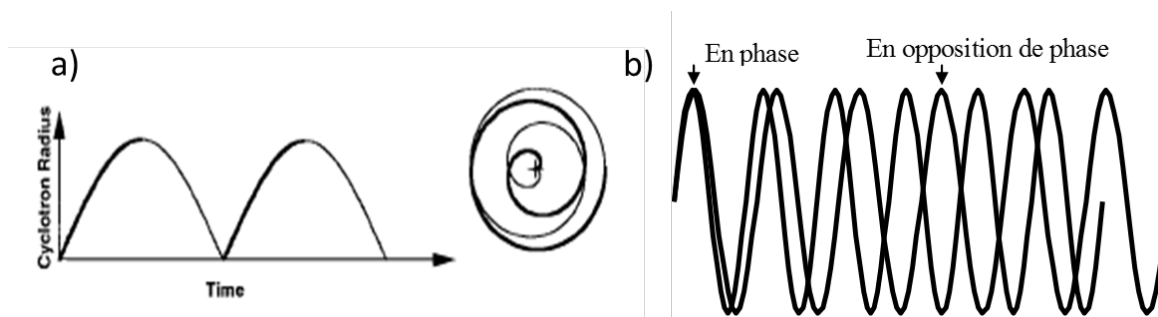 a)
Cyclotron Radius
Time
b)
En phase
En opposition de phase